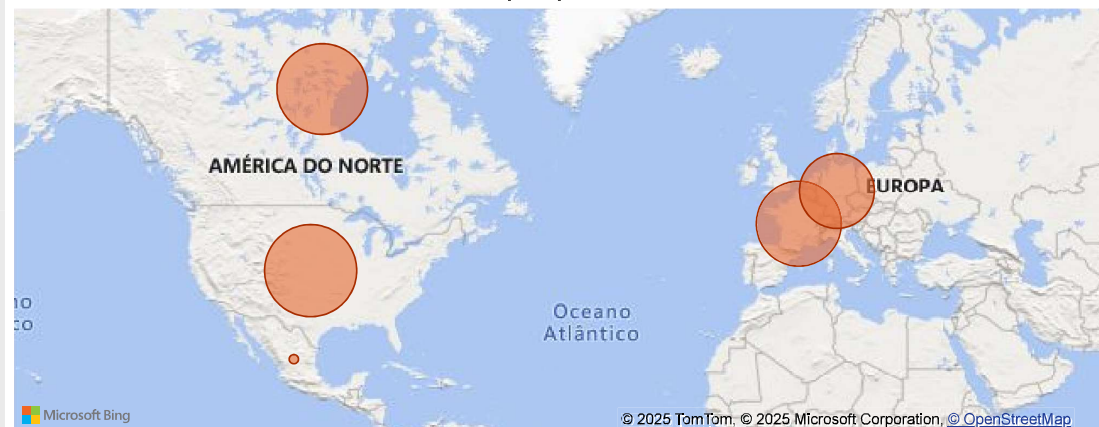 AMÉRICA DO NORTE
EUROPA
Oceano
Atlântico
Microsoft Bing
© 2025 TomTom, © 2025 Microsoft Corporation, © OpenStreetMap